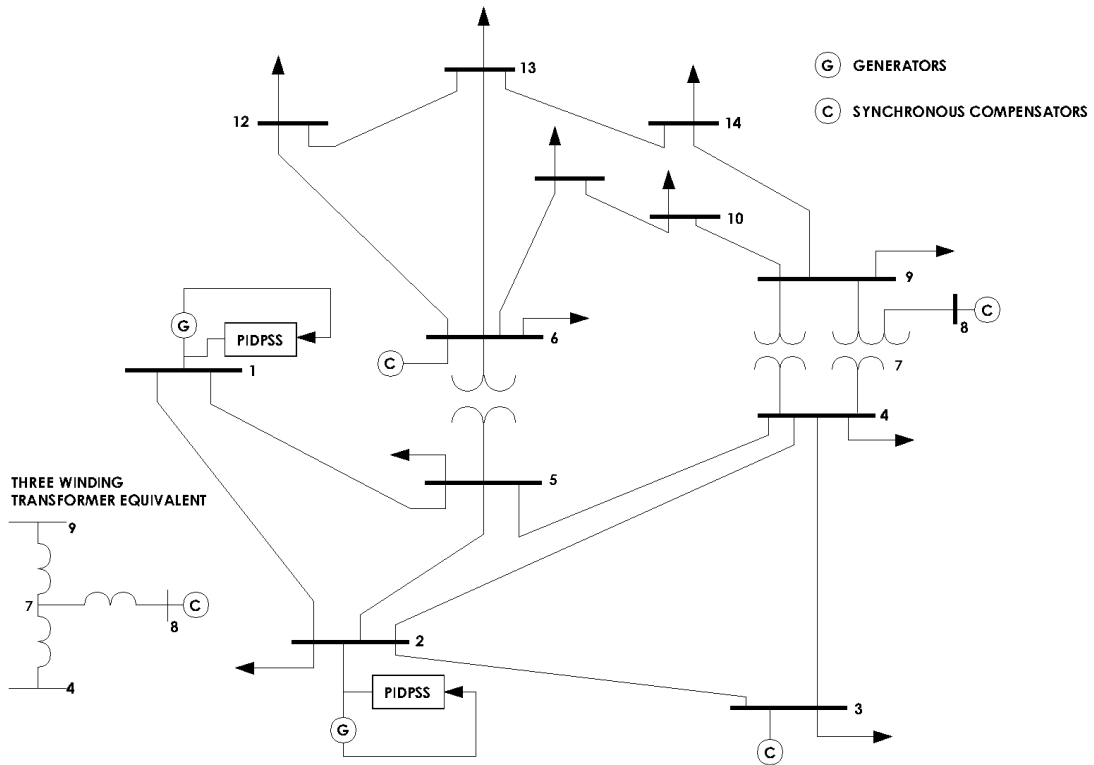 13
G GENERATORS
C SYNCHRONOUS COMPENSATORS
12
14
10
9
C
8
G
PIDPSS
6
C
1
7
4
5
THREE WINDING
TRANSFORMER EQUIVALENT
9
7
C
8
4
2
PIDPSS
G
3
C